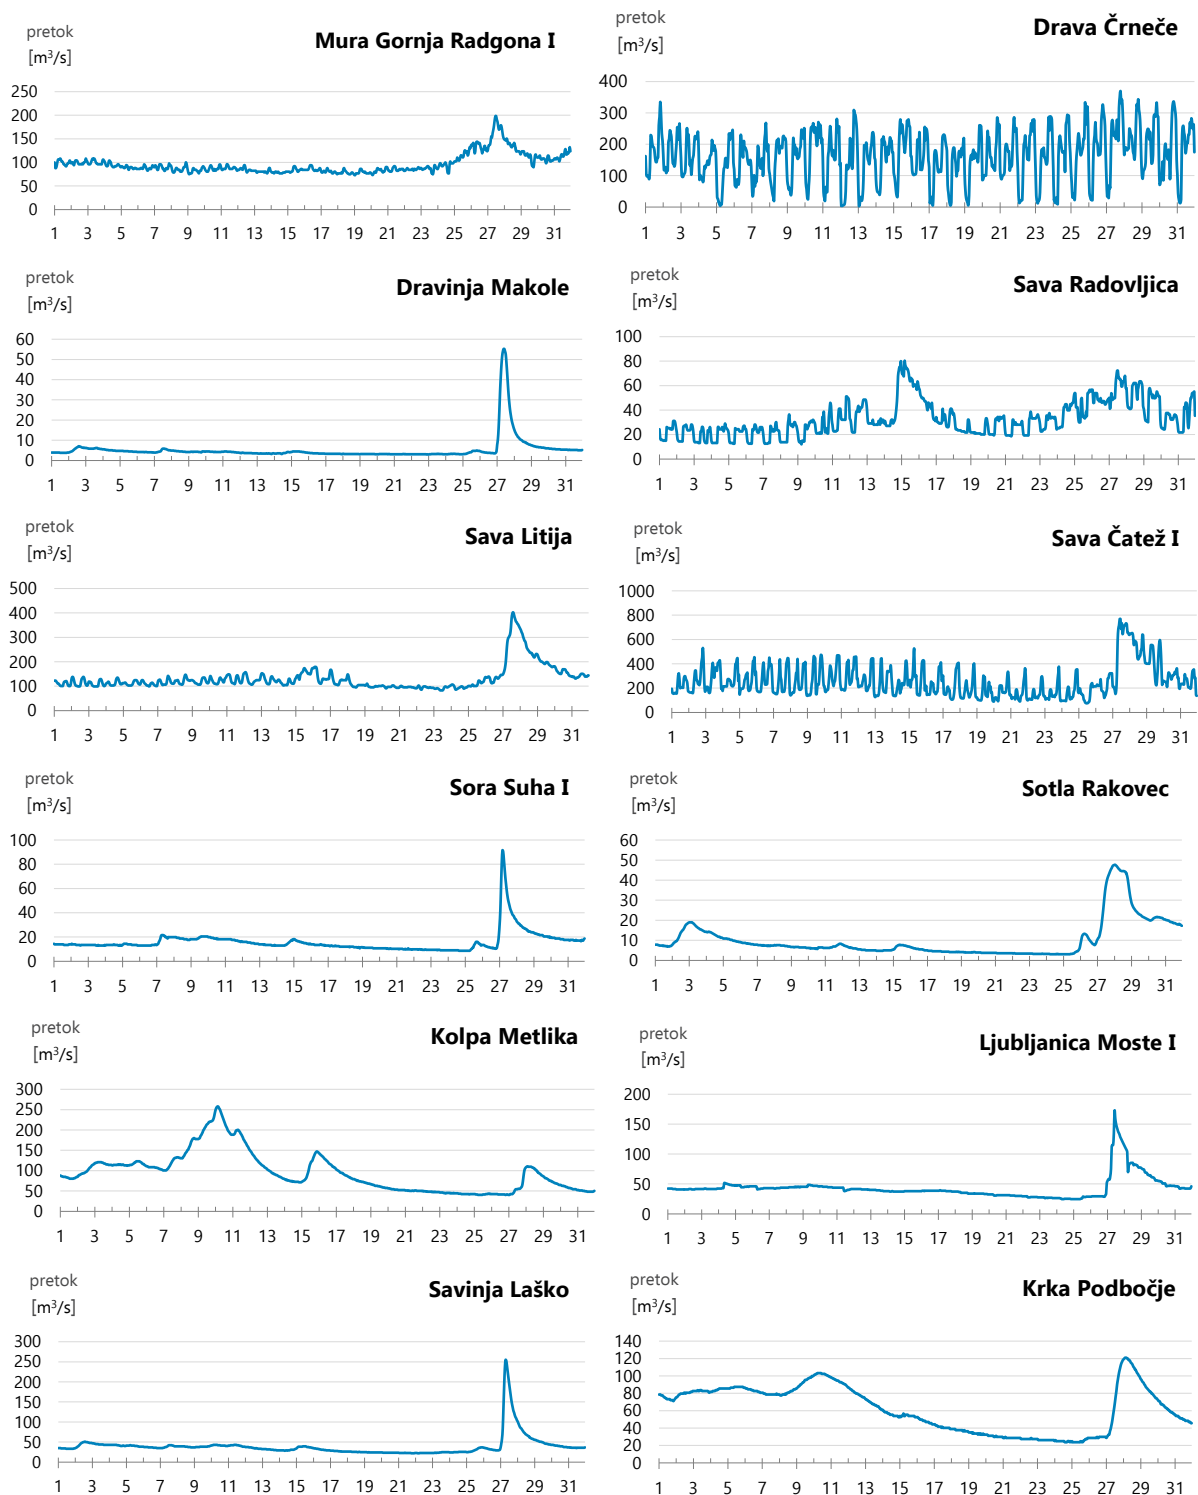 pretok
[m³/s]
Mura Gornja Radgona I
250
200
150
100
50
0
1 3 5 7 9 11 13 15 17 19 21 23 25 27 29 31
pretok
[m³/s]
Drava Črneče
400
300
200
100
0
1 3 5 7 9 11 13 15 17 19 21 23 25 27 29 31
pretok
[m³/s]
Dravinja Makole
60
50
40
30
20
10
0
1 3 5 7 9 11 13 15 17 19 21 23 25 27 29 31
pretok
[m³/s]
Sava Radovljica
100
80
60
40
20
0
1 3 5 7 9 11 13 15 17 19 21 23 25 27 29 31
pretok
[m³/s]
Sava Litija
500
400
300
200
100
0
1 3 5 7 9 11 13 15 17 19 21 23 25 27 29 31
pretok
[m³/s]
Sava Čatež I
1000
800
600
400
200
0
1 3 5 7 9 11 13 15 17 19 21 23 25 27 29 31
pretok
[m³/s]
Sora Suha I
100
80
60
40
20
0
1 3 5 7 9 11 13 15 17 19 21 23 25 27 29 31
pretok
[m³/s]
Sotla Rakovec
60
50
40
30
20
10
0
1 3 5 7 9 11 13 15 17 19 21 23 25 27 29 31
pretok
[m³/s]
Kolpa Metlika
300
250
200
150
100
50
0
1 3 5 7 9 11 13 15 17 19 21 23 25 27 29 31
pretok
[m³/s]
Ljubljanica Moste I
200
150
100
50
0
1 3 5 7 9 11 13 15 17 19 21 23 25 27 29 31
pretok
[m³/s]
Savinja Laško
300
250
200
150
100
50
0
1 3 5 7 9 11 13 15 17 19 21 23 25 27 29 31
pretok
[m³/s]
Krka Podbočje
140
120
100
80
60
40
20
0
1 3 5 7 9 11 13 15 17 19 21 23 25 27 29 31